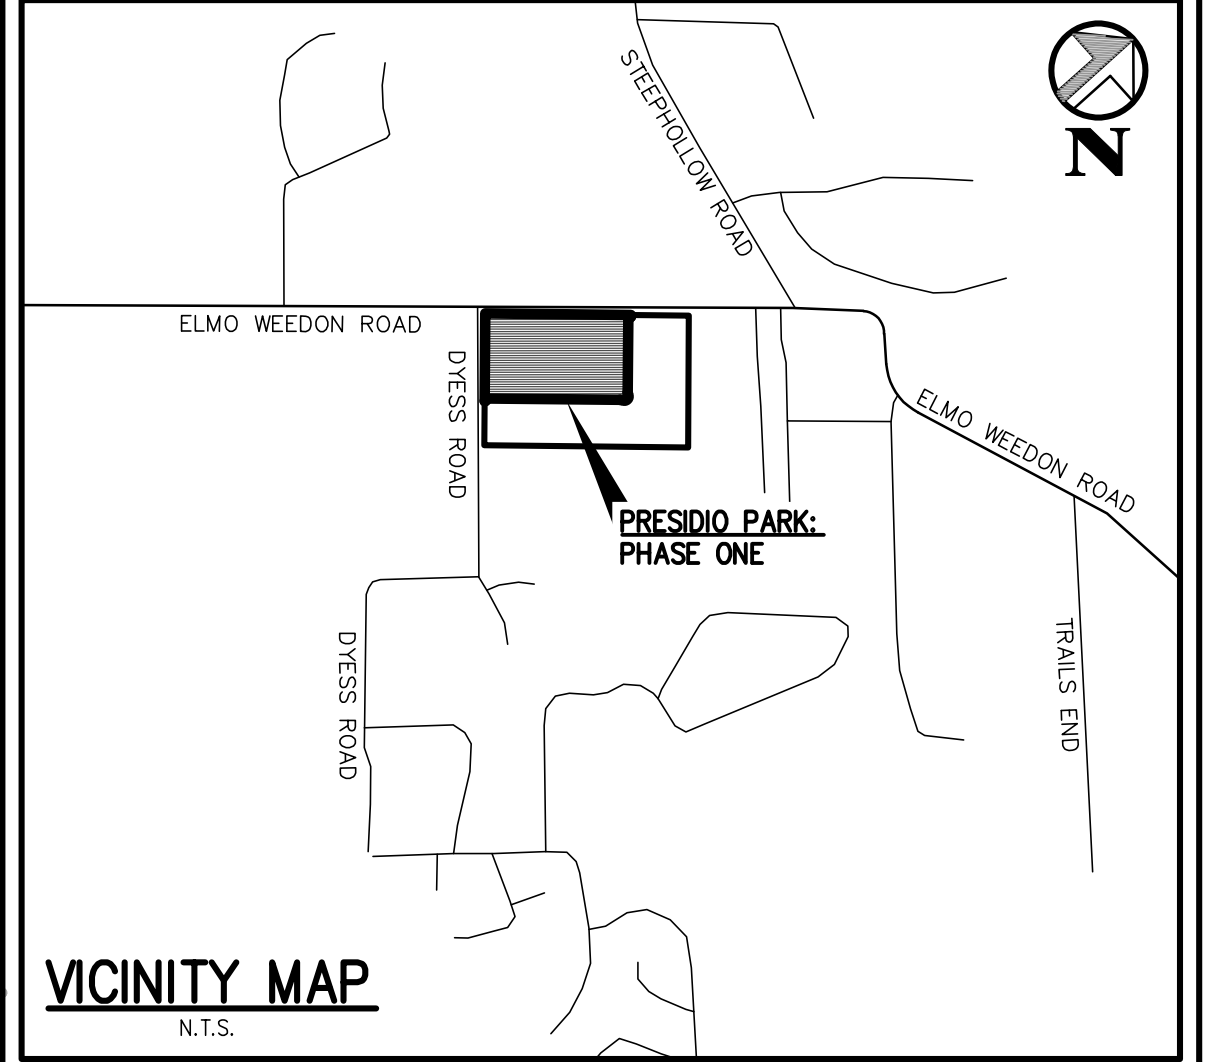 STEEPHOLLOW ROAD
N
ELMO WEEDON ROAD
DYESS ROAD
ELMO WEEDON ROAD
PRESIDIO PARK:
PHASE ONE
DYESS ROAD
TRAILS END
VICINITY MAP
N.T.S.